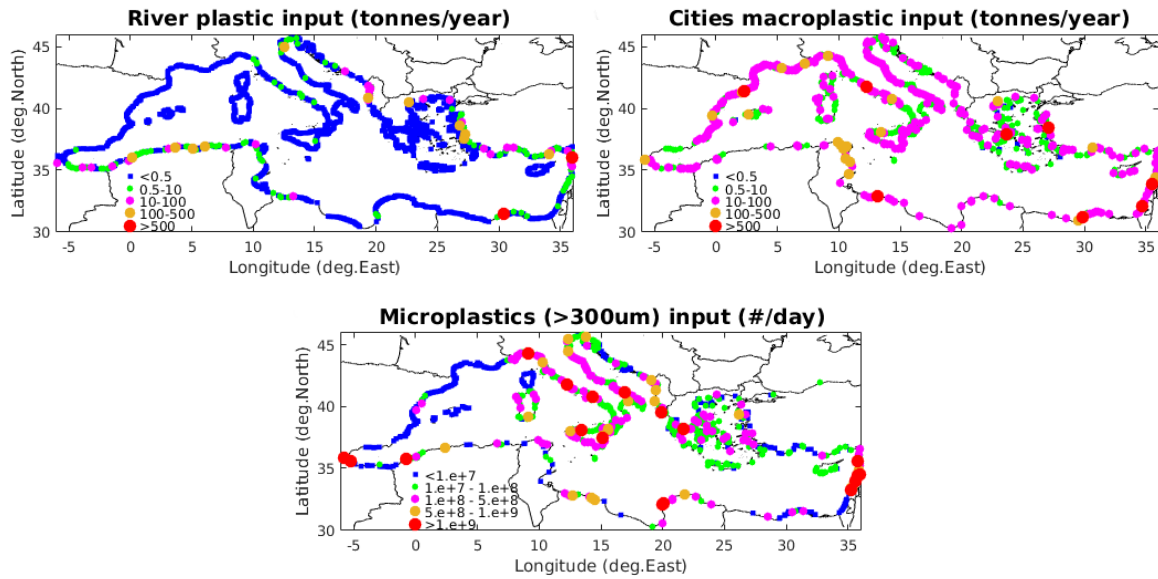 River plastic input (tonnes/year)
Latitude (deg.North)
45
40
35
30
<0.5
0.5-10
10-100
100-500
>500
-5 0 5 10 15 20 25 30 35
Longitude (deg.East)
Cities macroplastic input (tonnes/year)
Latitude (deg.North)
45
40
35
30
<0.5
0.5-10
10-100
100-500
>500
-5 0 5 10 15 20 25 30 35
Longitude (deg.East)
Microplastics (>300um) input (#/day)
Latitude (deg.North)
45
40
35
30
<1.e+7
1.e+7 - 1.e+8
1.e+8 - 5.e+8
5.e+8 - 1.e+9
>1.e+9
-5 0 5 10 15 20 25 30 35
Longitude (deg.East)